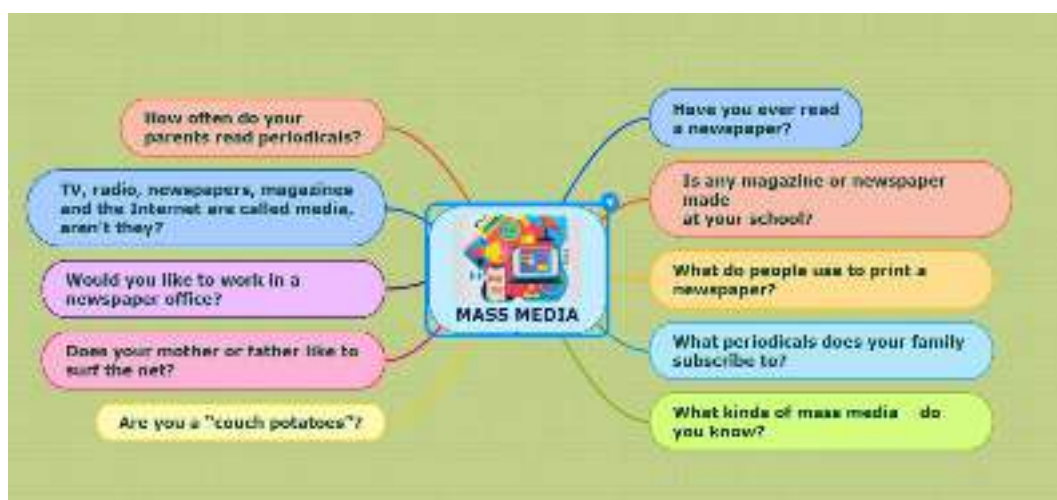 How often do your
parents read periodicals?
TV, radio, newspapers, magazines
and the Internet are called media,
aren't they?
Would you like to work in a
newspaper office?
Does your mother or father like to
surf the net?
Are you a "couch potatoes"?
MASS MEDIA
Have you ever read
a newspaper?
Is any magazine or newspaper
made
at your school?
What do people use to print a
newspaper?
What periodicals does your family
subscribe to?
What kinds of mass media do
you know?